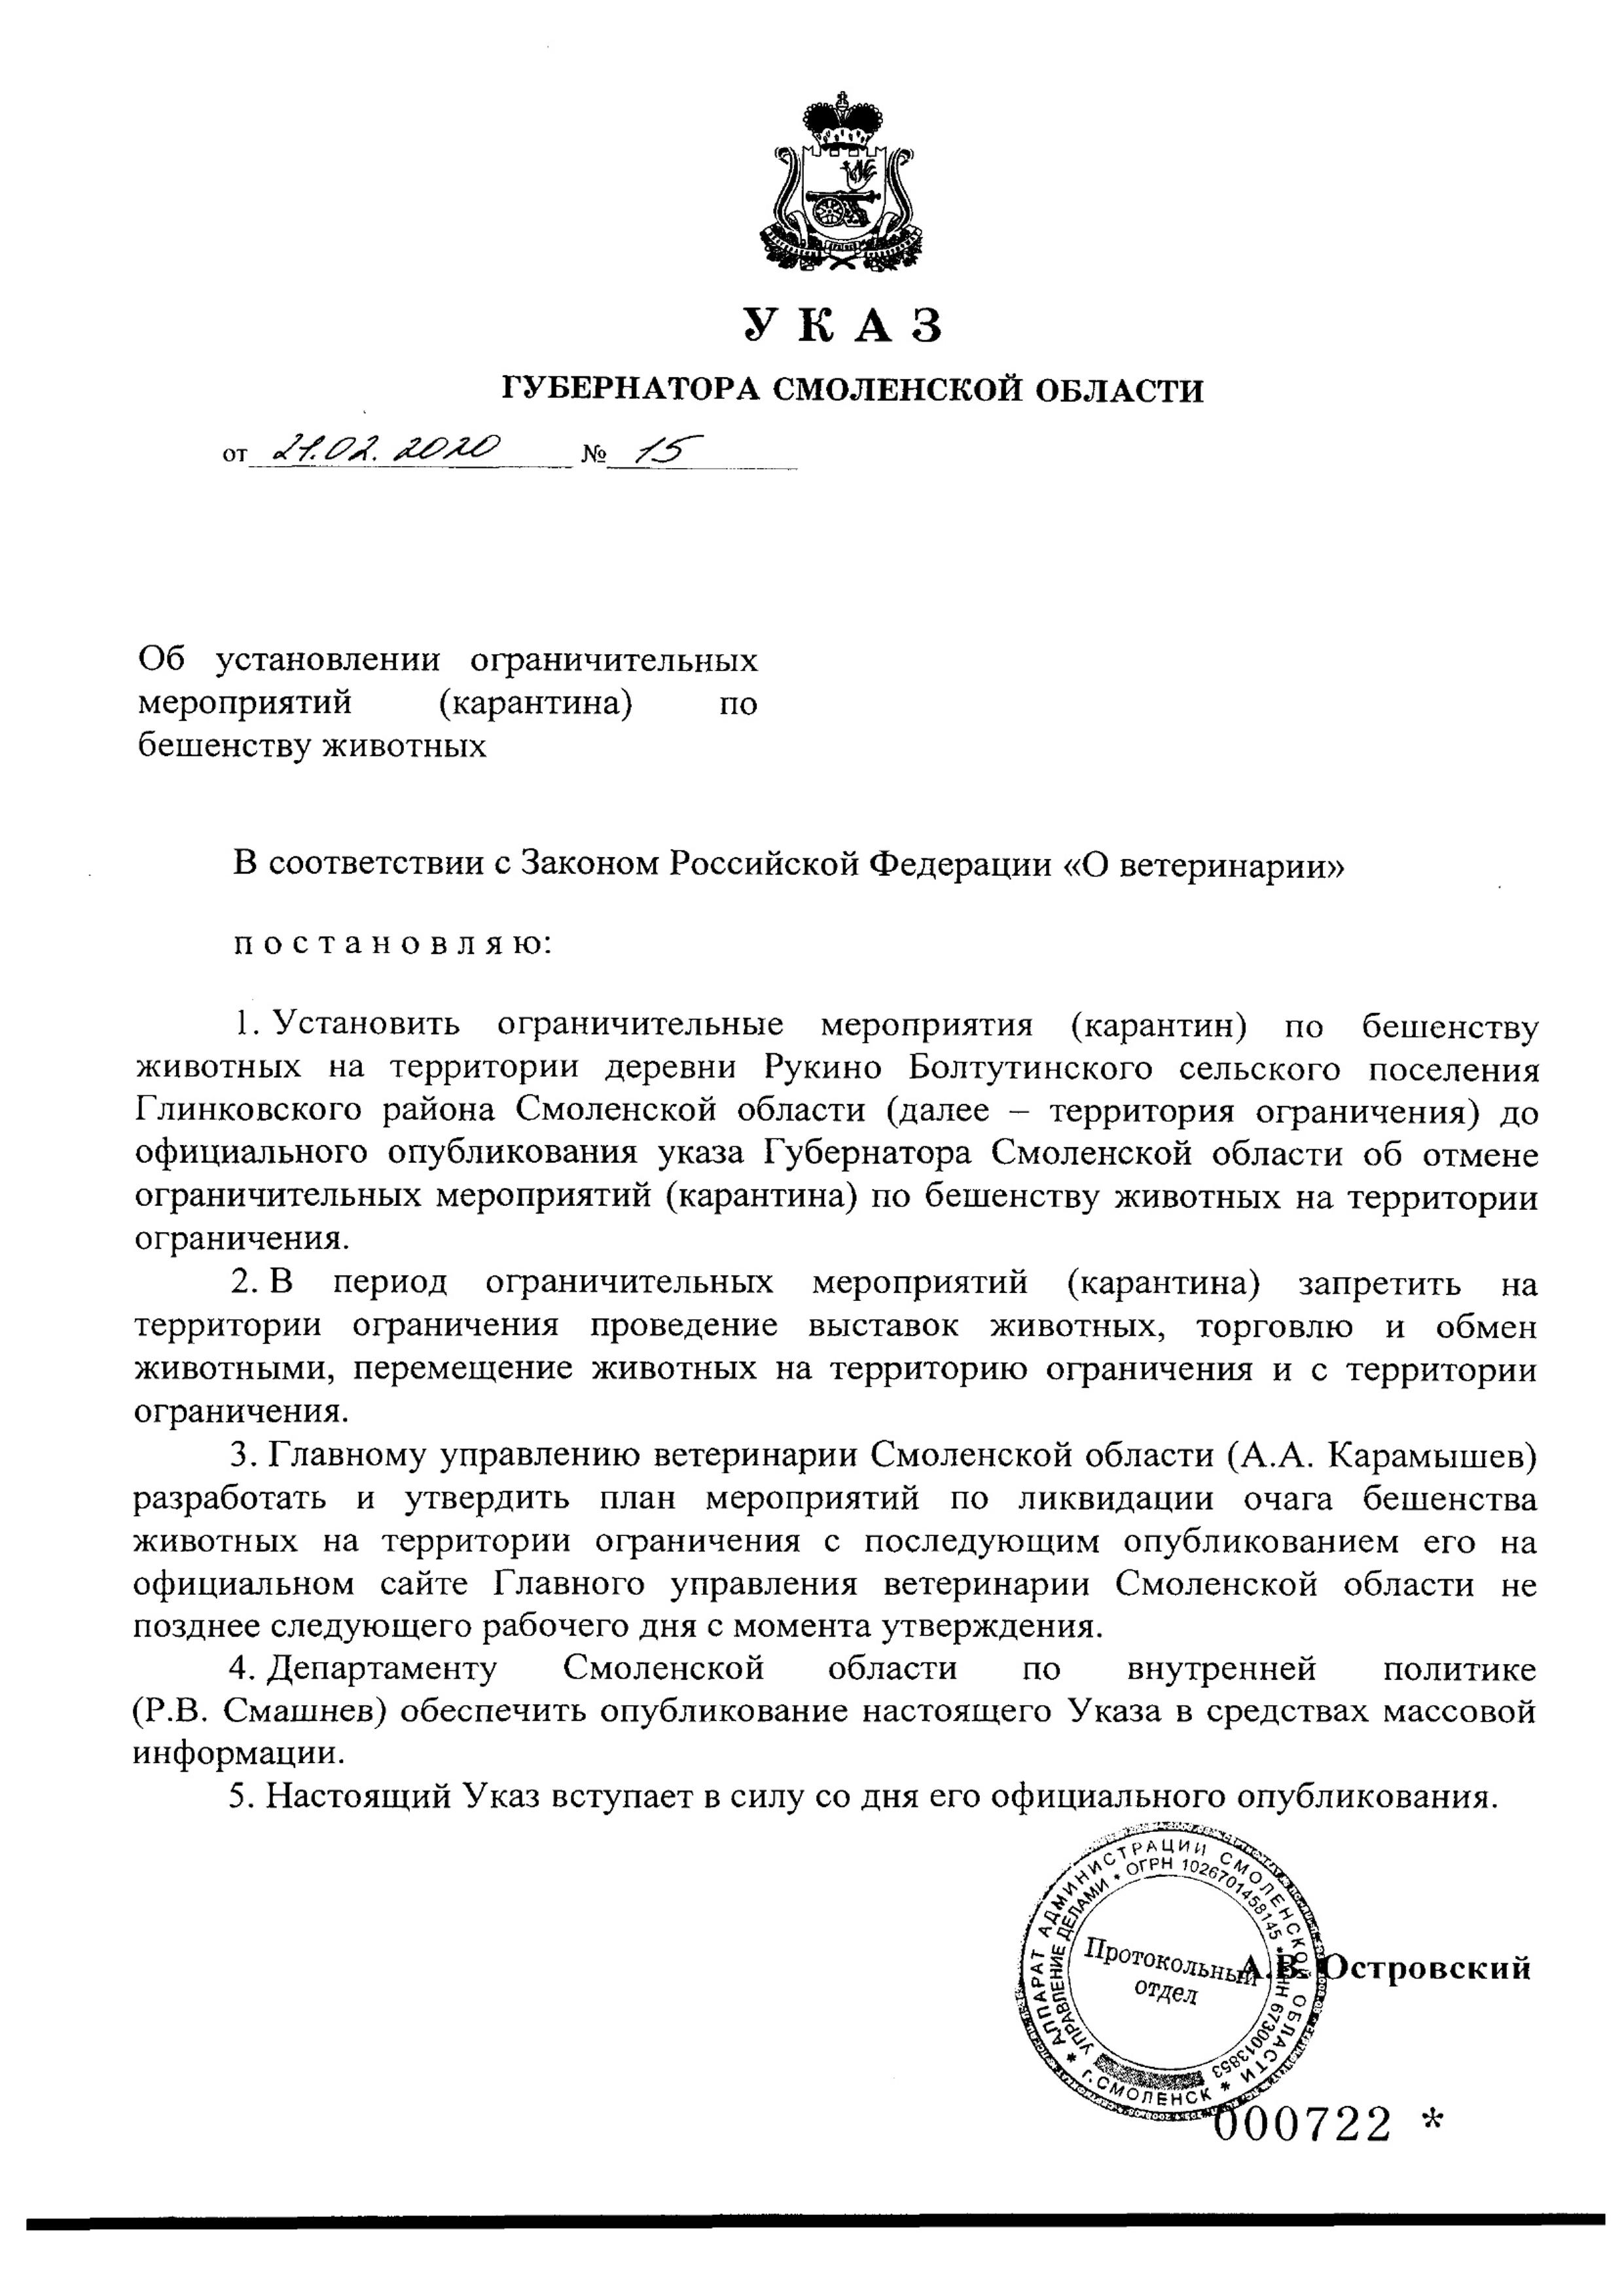 У К А З
ГУБЕРНАТОРА СМОЛЕНСКОЙ ОБЛАСТИ
от 21.02.2020 № 15
Об установлении ограничительных
мероприятий (карантина) по
бешенству животных
В соответствии с Законом Российской Федерации «О ветеринарии»
п о с т а н о в л я ю:
1. Установить ограничительные мероприятия (карантин) по бешенству
животных на территории деревни Рукино Болтутинского сельского поселения
Глинковского района Смоленской области (далее – территория ограничения) до
официального опубликования указа Губернатора Смоленской области об отмене
ограничительных мероприятий (карантина) по бешенству животных на территории
ограничения.
2. В период ограничительных мероприятий (карантина) запретить на
территории ограничения проведение выставок животных, торговлю и обмен
животными, перемещение животных на территорию ограничения и с территории
ограничения.
3. Главному управлению ветеринарии Смоленской области (А.А. Карамышев)
разработать и утвердить план мероприятий по ликвидации очага бешенства
животных на территории ограничения с последующим опубликованием его на
официальном сайте Главного управления ветеринарии Смоленской области не
позднее следующего рабочего дня с момента утверждения.
4. Департаменту Смоленской области по внутренней политике
(Р.В. Смашнев) обеспечить опубликование настоящего Указа в средствах массовой
информации.
5. Настоящий Указ вступает в силу со дня его официального опубликования.
* АППАРАТ АДМИНИСТРАЦИИ СМОЛЕНСКОЙ ОБЛАСТИ * г. СМОЛЕНСК
УПРАВЛЕНИЕ ДЕЛАМИ * ОГРН 1026701458145 * ИНН 6730013853
Протокольный
отдел
А.В. Островский
000722 *